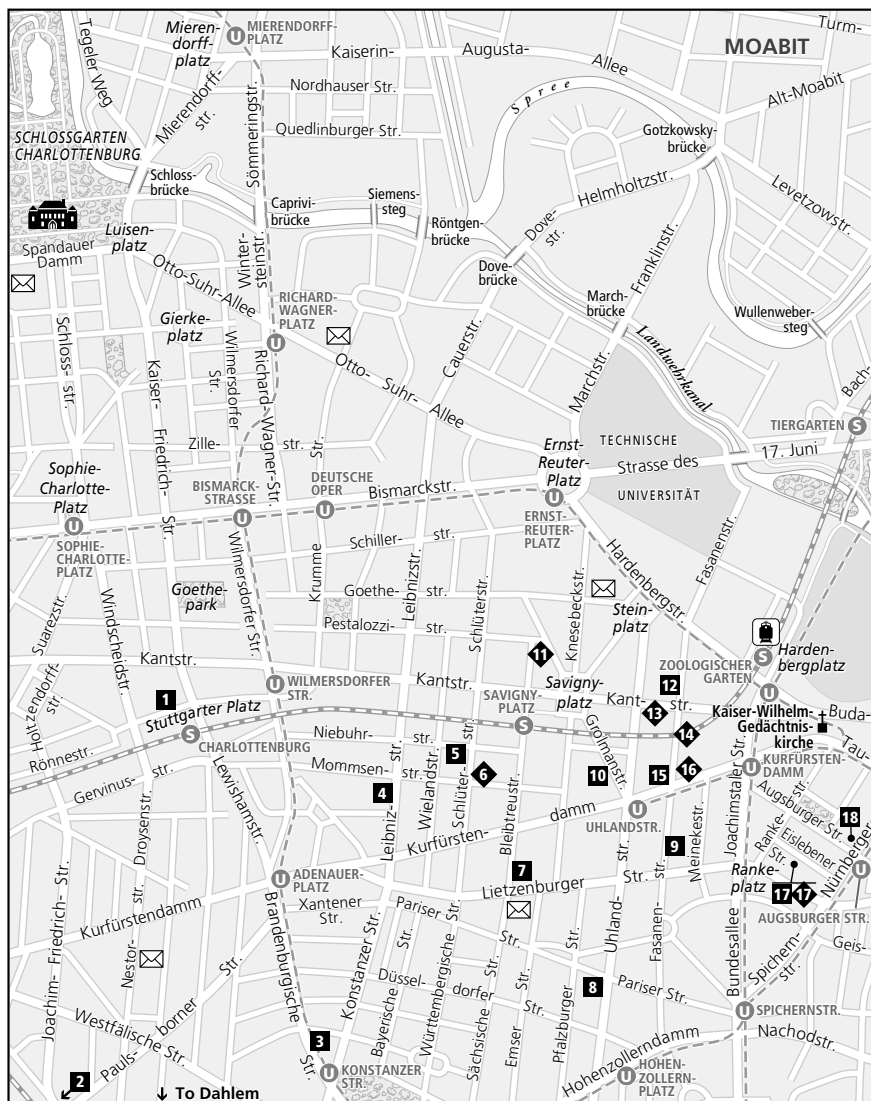 Mieren-
dorff-
platz
U
MIERENDORFF-
PLATZ
Kaiserin-
Augusta-
Allee
Turm-
MOABIT
Tegeler Weg
Mierendorff-
str.
Nordhauser Str.
Quedlinburger Str.
Sömmeringstr.
Spree
Alt-Moabit
Gotzkowsky-
brücke
SCHLOSSGARTEN
CHARLOTTENBURG
Schloss-
brücke
Caprivi-
brücke
Siemens-
steg
Röntgen-
brücke
Helmholtzstr.
Levetzowstr.
Dove-
str.
Luisen-
platz
Spandauer
Damm
Winter-
steinstr.
Otto-Suhr-Allee
Dove-
brücke
Franklinstr.
March-
brücke
Wullenweber-
steg
RICHARD-
WAGNER-
PLATZ
U
Gierke-
platz
Schloss-
str.
Kaiser-
Friedrich-
Str.
Wilmersdorfer
Richard-Wagner-Str.
Otto-
Suhr-
Allee
Cauerstr.
Marchstr.
Landwehrkanal
Bach-
TIERGARTEN
S
Zille-
str.
Str.
Ernst-
Reuter-
Platz
TECHNISCHE
UNIVERSITÄT
Strasse des
17. Juni
Sophie-
Charlotte-
Platz
BISMARCK-
STRASSE
U
DEUTSCHE
OPER
U
Bismarckstr.
U
ERNST-
REUTER-
PLATZ
U
SOPHIE-
CHARLOTTE-
PLATZ
Schiller-
str.
Hardenbergstr.
Fasanenstr.
Suarezstr.
Windscheidstr.
Goethe-
park
Wilmersdorfer Str.
Krumme
Goethe-
str.
Leibnizstr.
Schlüterstr.
Knesebeckstr.
Stein-
platz
Pestalozzi-
str.
11
Harden-
bergplatz
S
ZOOLOGISCHER
GARTEN
U
Kantstr.
U
WILMERSDORFER
STR.
Kantstr.
SAVIGNY-
PLATZ
S
Savigny-
platz
Kant-
str.
12
13
14
Holtzendorff-
str.
1
Stuttgarter Platz
S
CHARLOTTENBURG
Rönnestr.
Niebuhr-
str.
Kaiser-Wilhelm-
Gedächtnis-
kirche
Buda-
Tau-
Gervinus-
str.
Mommsen-
str.
4
5
6
Grolmanstr.
10
15
16
U
KURFÜRSTEN-
DAMM
Leibniz-
str.
Wielandstr.
Schlüter-
str.
Bleibtreustr.
Lewishamstr.
Droysenstr.
Kurfürsten-
damm
U
UHLANDSTR.
Joachimstaler Str.
Augsburger Str.
18
Ranke-
str.
Eislebener
Str.
Nürnberger
U
9
Meinekestr.
Ranke-
platz
17
17
AUGSBURGER STR.
U
ADENAUER-
PLATZ
7
Lietzenburger
Str.
Xantener
Str.
Pariser
Str.
Kurfürstendamm
Joachim-
Friedrich-
Str.
Nestor-
str.
Brandenburgische
Str.
Konstanzer Str.
Bayerische
Str.
Württembergische
Str.
Sächsische
Str.
Emser
Str.
Pfalzburger
Str.
Uhland-
str.
Fasanen-
str.
Bundesallee
Spichern-
str.
Geis-
Düssel-
dorfer
Str.
8
Pariser Str.
U
SPICHERNSTR.
Nachodstr.
Westfälische Str.
Pauls-
borner
Str.
3
U
KONSTANZER
STR.
Hohenzollerndamm
U
HOHEN-
ZOLLERN-
PLATZ
2
To Dahlem